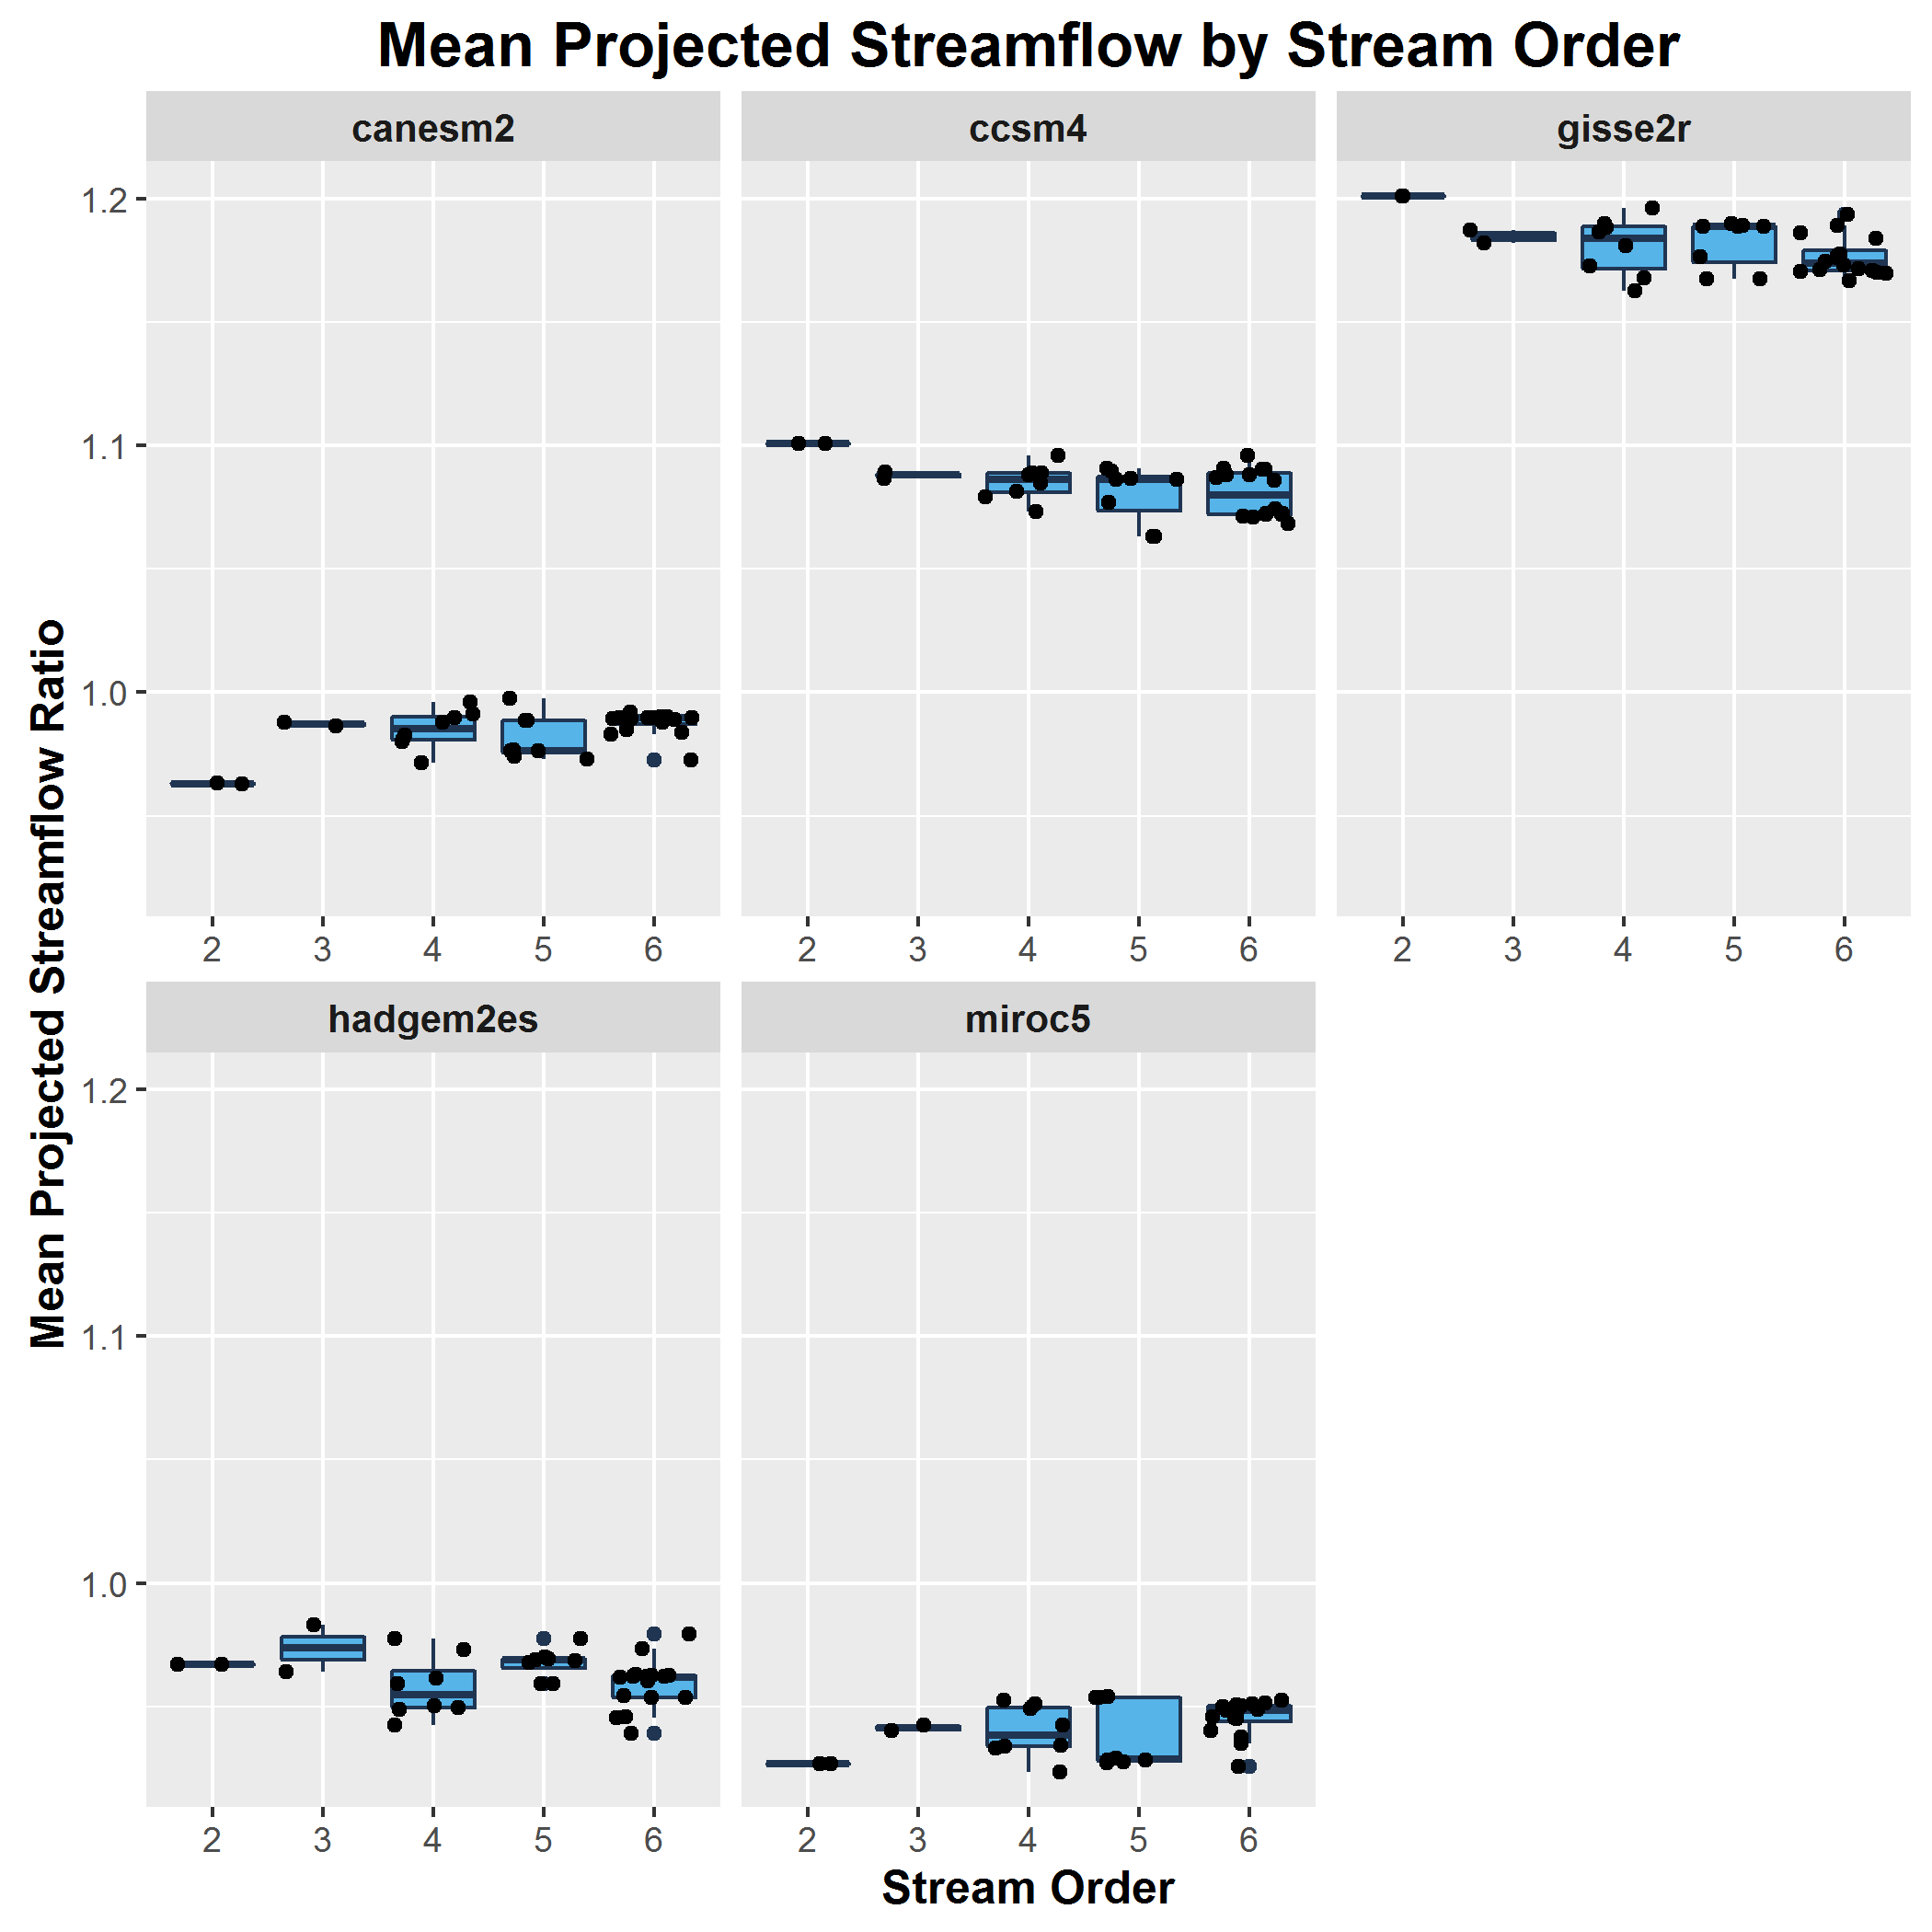 Mean Projected Streamflow by Stream Order
canesm2
ccsm4
gisse2r
1.2
1.1
1.0
2 3 4 5 6
2 3 4 5 6
2 3 4 5 6
Mean Projected Streamflow Ratio
hadgem2es
miroc5
1.2
1.1
1.0
2 3 4 5 6
2 3 4 5 6
Stream Order